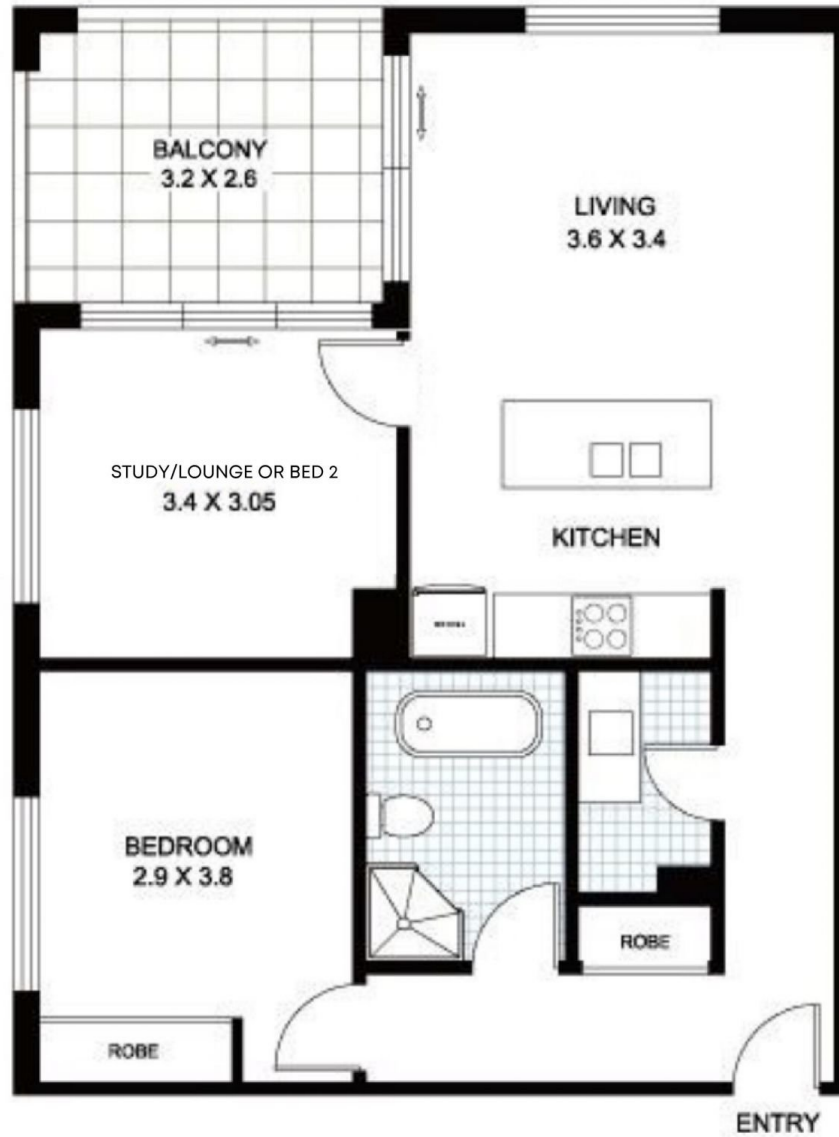 BALCONY
3.2 X 2.6
LIVING
3.6 X 3.4
STUDY/LOUNGE OR BED 2
3.4 X 3.05
KITCHEN
BEDROOM
2.9 X 3.8
ROBE
ROBE
ENTRY